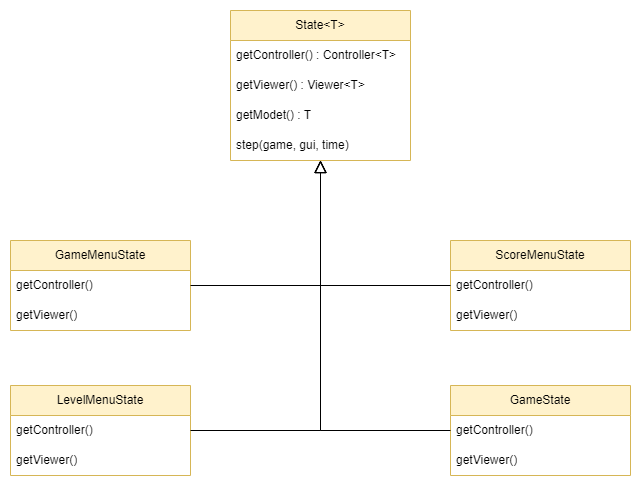 State<T>
getController() : Controller<T>
getViewer() : Viewer<T>
getModet() : T
step(game, gui, time)
GameMenuState
getController()
getViewer()
ScoreMenuState
getController()
getViewer()
LevelMenuState
getController()
getViewer()
GameState
getController()
getViewer()